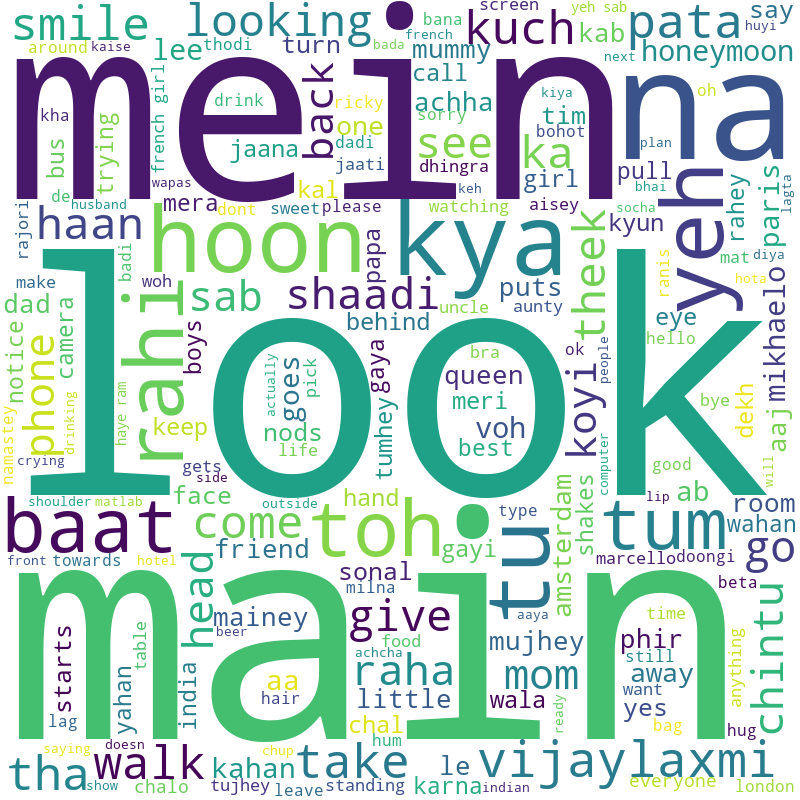 smile
looking
kuch
screen
bana
yeh sab
huyi
pata
say
around
kaise
thodi
french
bada
kab
next
lee
turn
mummy
honeymoon
mein
na
kha
bus
trying
french girl
drink
ricky
back
call
achha
sorry
tim
oh
one
see
bohot
kiya
plan
jaana
dadi
jaati
dhingra
ka
girl
pull
bhai
yeh
de
husband
wapas
kal
keh
aisey
socha
lagta
rajori
mera
dont
sweet
please
watching
kyun
rahey
paris
haan
hoon
kya
theek
mat
diya
badi
woh
papa
ranis
hota
make
rahi
sab
shaadi
puts
eye
mikhaelo
dad
uncle
aunty
hello
notice
camera
boys
behind
look
phone
goes
gaya
bra
ok
people
koyi
bye
dekh
aaj
actually
pick
queen
meri
voh
namastey
drinking
haye ram
keep
nods
tumhey
best
computer
good
will
crying
gets
life
side
shoulder
matlab
face
outside
hand
type
lip
ab
room
baat
come
toh
tu
amsterdam
shakes
tum
wahan
front
towards
hotel
friend
gayi
marcello
doongi
go
head
sonal
milna
aaya
beta
main
starts
yahan
table
india
mainey
beer
give
food
achcha
mujhey
phir
time
anything
chintu
aa
raha
mom
still
away
hair
little
wala
want
yes
lag
chal
ready
bag
hug
saying
doesn
chup
hum
tha
walk
kahan
take
le
vijaylaxmi
show
chalo
tujhey
leave
standing
karna
indian
everyone
london